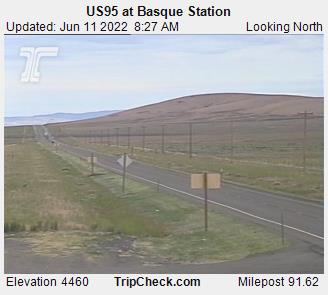 US95 at Basque Station
Updated: Jun 11 2022 8:27 AM Looking North
Elevation 4460 TripCheck.com Milepost 91.62